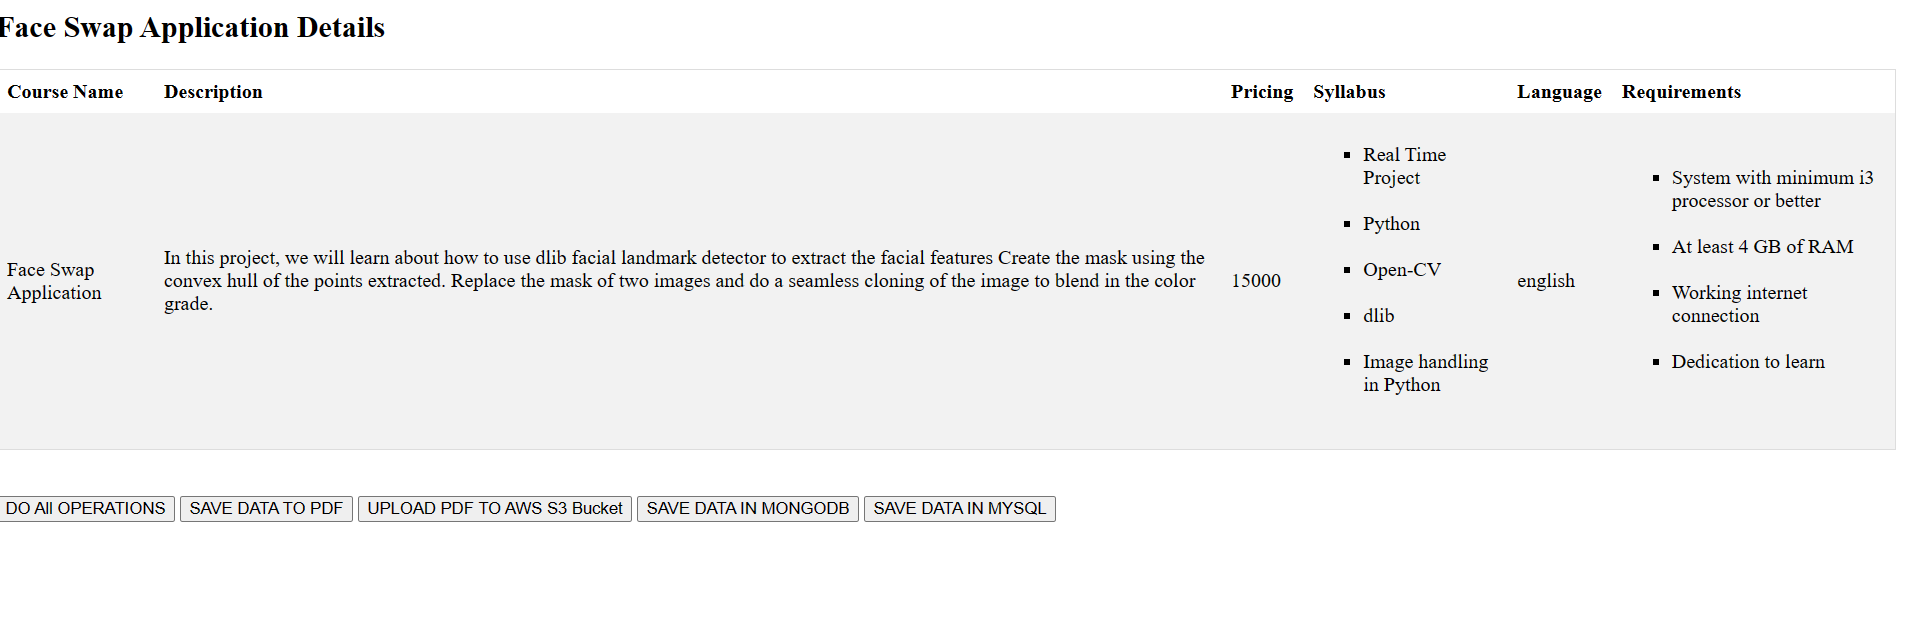 Face Swap Application Details
Course Name
Description
Pricing
Syllabus
Language
Requirements
Face Swap
Application
In this project, we will learn about how to use dlib facial landmark detector to extract the facial features Create the mask using the
convex hull of the points extracted. Replace the mask of two images and do a seamless cloning of the image to blend in the color
grade.
15000
Real Time
Project
Python
Open-CV
dlib
Image handling
in Python
english
System with minimum i3
processor or better
At least 4 GB of RAM
Working internet
connection
Dedication to learn
DO All OPERATIONS
SAVE DATA TO PDF
UPLOAD PDF TO AWS S3 Bucket
SAVE DATA IN MONGODB
SAVE DATA IN MYSQL